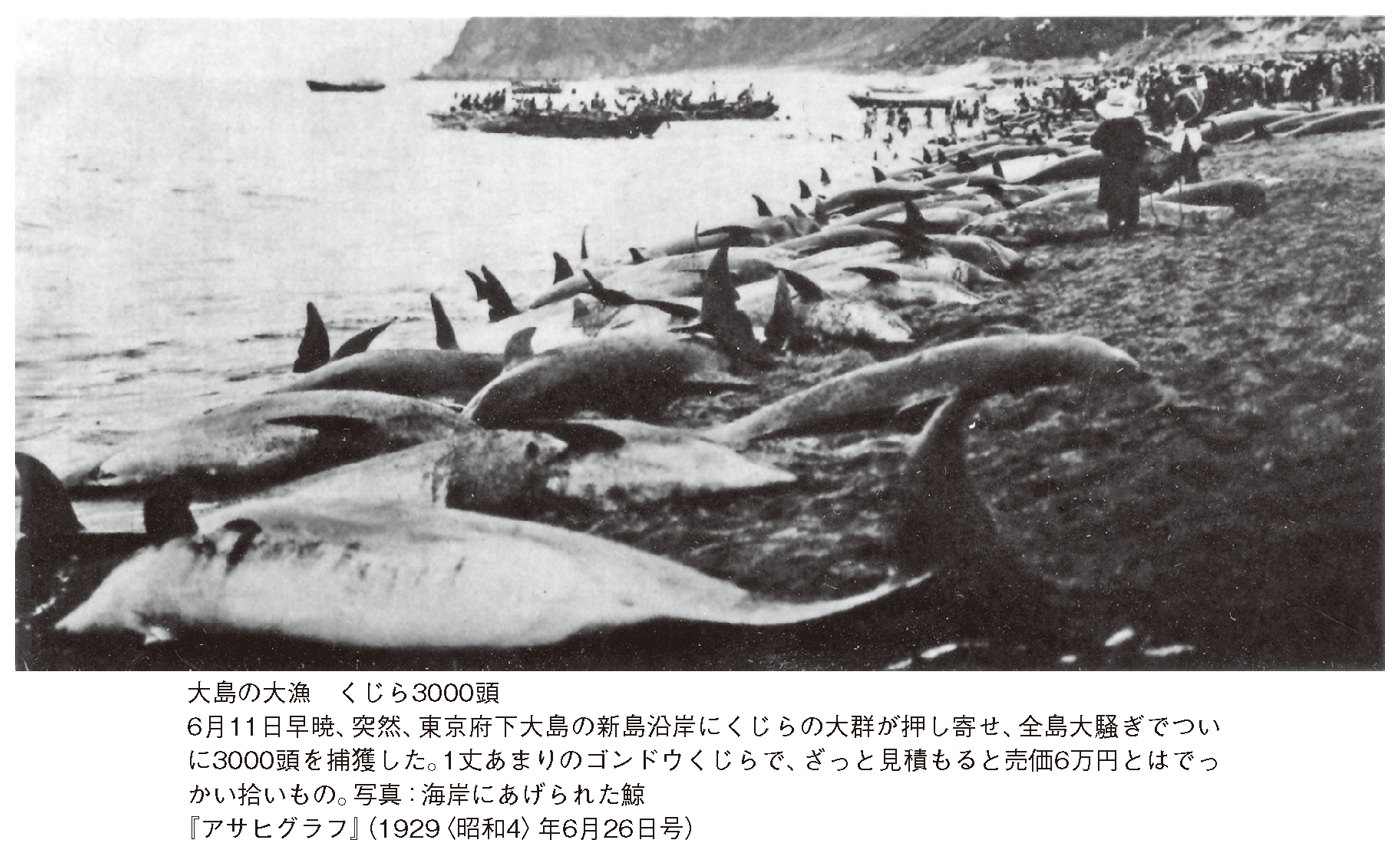 大島の大漁　くじら3000頭
6月11日早暁、突然、東京府下大島の新島沿岸にくじらの大群が押し寄せ、全島大騒ぎでつい
に3000頭を捕獲した。1丈あまりのゴンドウくじらで、ざっと見積もると売価6万円とはでっ
かい拾いもの。写真：海岸にあげられた鯨
『アサヒグラフ』（1929〈昭和4〉年6月26日号）